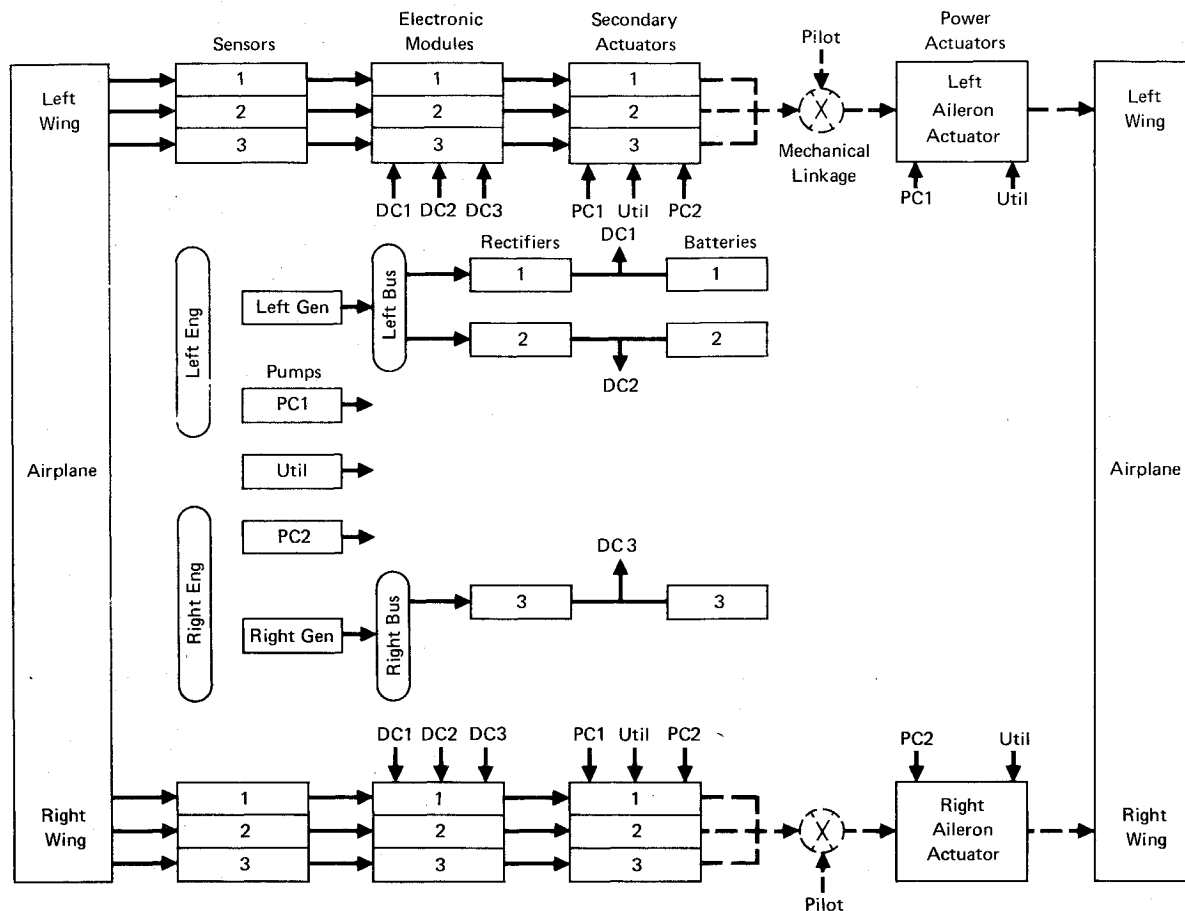 Sensors
Electronic
Modules
Secondary
Actuators
Pilot
Power
Actuators
Left
Wing
1
2
3
1
2
3
1
2
3
X
Mechanical
Linkage
Left
Aileron
Actuator
Left
Wing
DC1 DC2 DC3
PC1 Util PC2
PC1 Util
Left Eng
Left Gen
Left Bus
Rectifiers
DC1
Batteries
1
1
2
2
DC2
Pumps
PC1
Airplane
Util
Airplane
PC2
Right Eng
Right Gen
Right Bus
DC3
3
3
DC1 DC2 DC3
PC1 Util PC2
PC2 Util
Right
Wing
1
2
3
1
2
3
1
2
3
X
Pilot
Right
Aileron
Actuator
Right
Wing